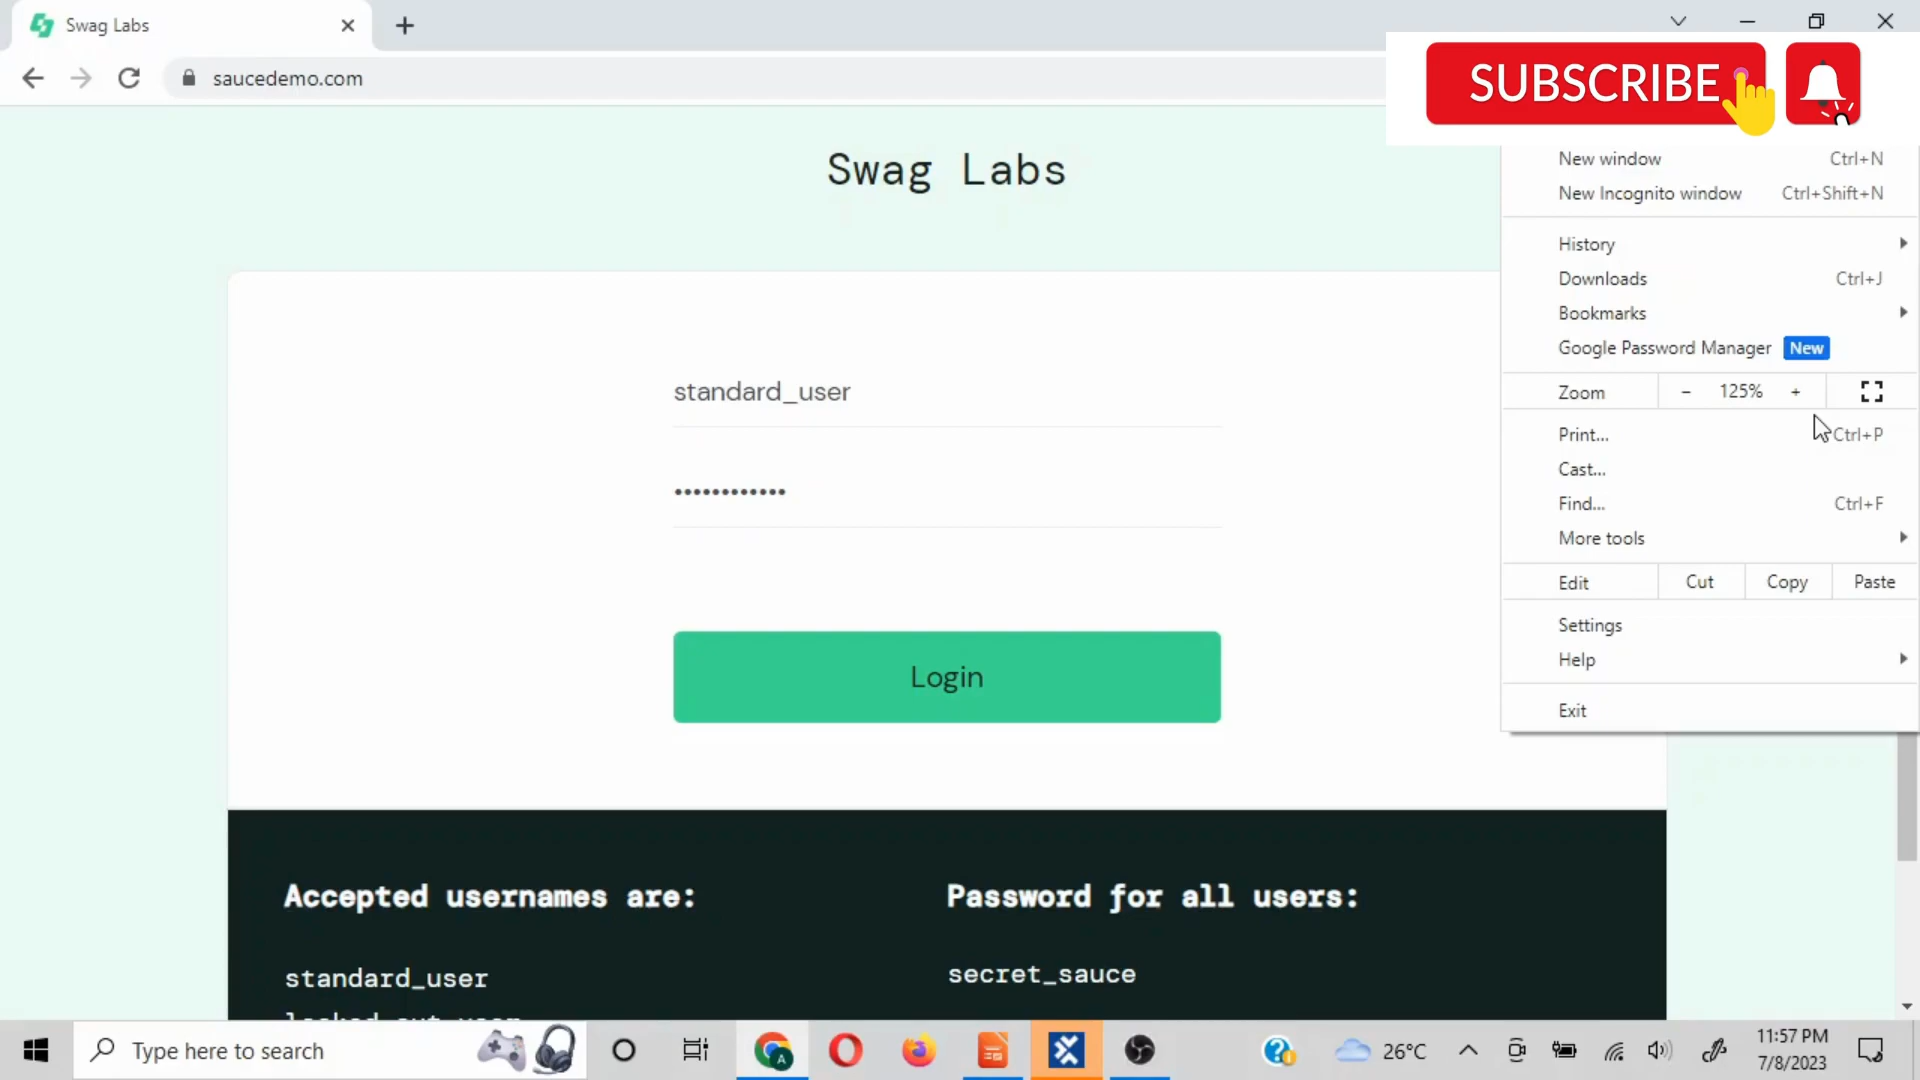 Swag Labs
saucedemo.com
SUBSCRIBE
Swag Labs
New window Ctrl+N
New Incognito window Ctrl+Shift+N
History
Downloads Ctrl+J
Bookmarks
Google Password Manager New
Zoom - 125% +
Print... Ctrl+P
Cast...
Find... Ctrl+F
More tools
Edit Cut Copy Paste
Settings
Help
Exit
standard_user
••••••••••••
Login
Accepted usernames are:
standard_user
Password for all users:
secret_sauce
Type here to search
A
26°C
11:57 PM
7/8/2023